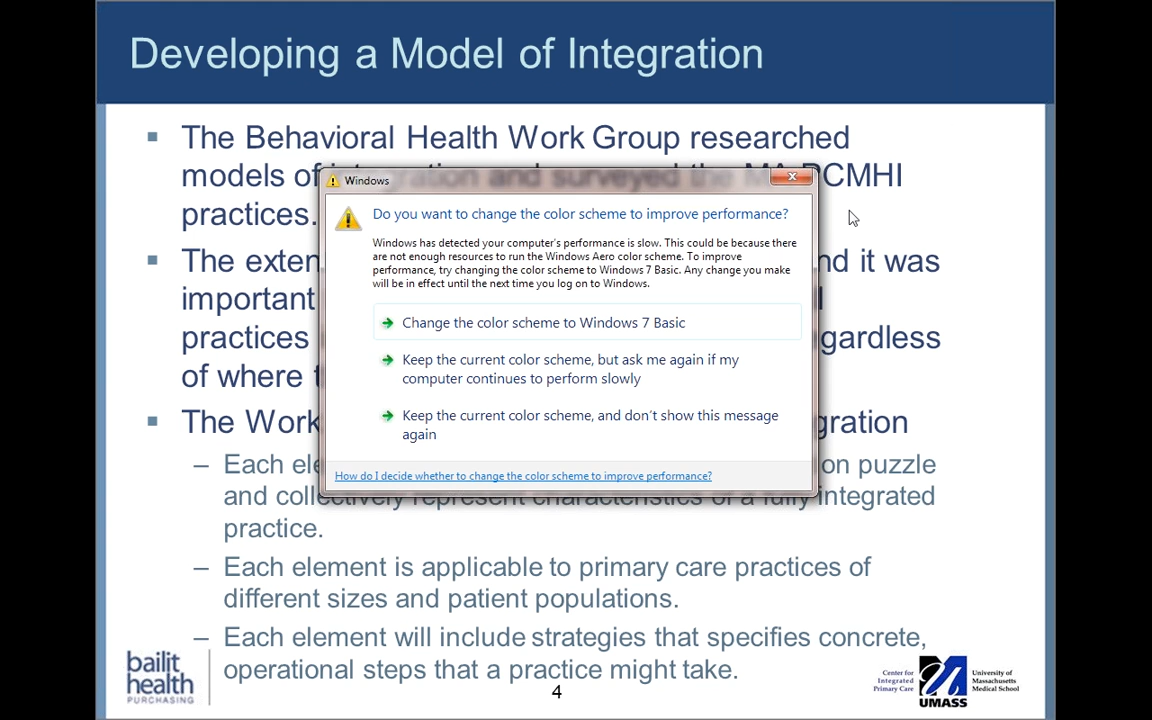 Developing a Model of Integration
▪ The Behavioral Health Work Group researched
models of integration and surveyed the MA PCMHI
practices.
▪ The exten nd it was
important l
practices gardless
of where t
▪ The Work gration
– Each ele on puzzle
and collectively represent characteristics of a fully integrated
practice.
– Each element is applicable to primary care practices of
different sizes and patient populations.
– Each element will include strategies that specifies concrete,
operational steps that a practice might take.
Windows
Do you want to change the color scheme to improve performance?
Windows has detected your computer's performance is slow. This could be because there
are not enough resources to run the Windows Aero color scheme. To improve
performance, try changing the color scheme to Windows 7 Basic. Any change you make
will be in effect until the next time you log on to Windows.
Change the color scheme to Windows 7 Basic
Keep the current color scheme, but ask me again if my
computer continues to perform slowly
Keep the current color scheme, and don't show this message
again
How do I decide whether to change the color scheme to improve performance?
bailit
health
PURCHASING
4
Center for
Integrated
Primary Care
UMASS
University of
Massachusetts
Medical School